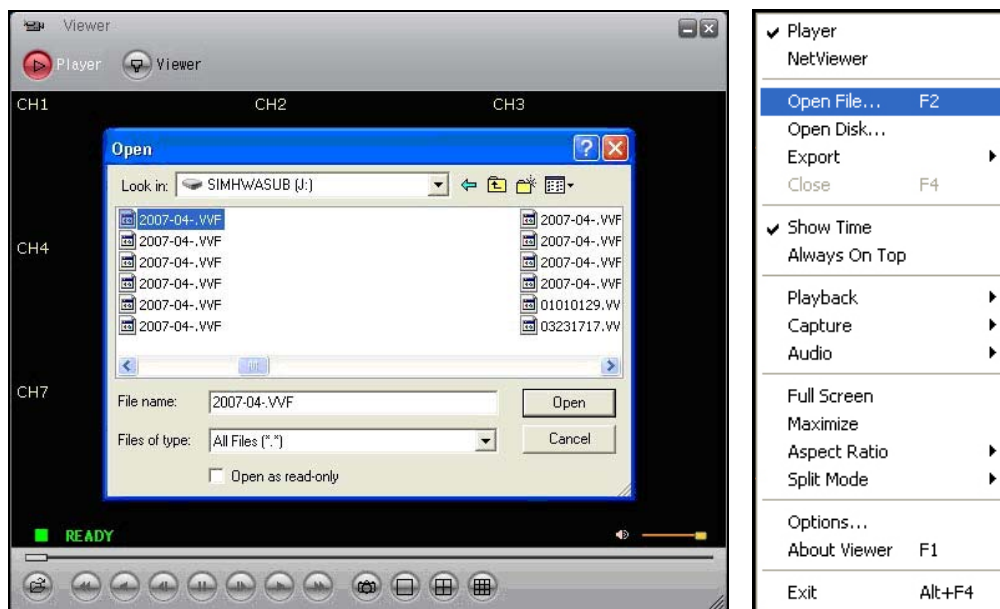 Viewer
Player Viewer
CH1 CH2 CH3
Open
Look in: SIMHWASUB (J:)
2007-04-.VVF 2007-04-.VVF
2007-04-.VVF 2007-04-.VVF
2007-04-.VVF 2007-04-.VVF
2007-04-.VVF 2007-04-.VVF
2007-04-.VVF 01010129.VV
2007-04-.VVF 03231717.VV
CH4
CH7
File name: 2007-04-.VVF Open
Files of type: All Files (*.*) Cancel
Open as read-only
READY
Player
NetViewer
Open File... F2
Open Disk...
Export
Close F4
Show Time
Always On Top
Playback
Capture
Audio
Full Screen
Maximize
Aspect Ratio
Split Mode
Options...
About Viewer F1
Exit Alt+F4